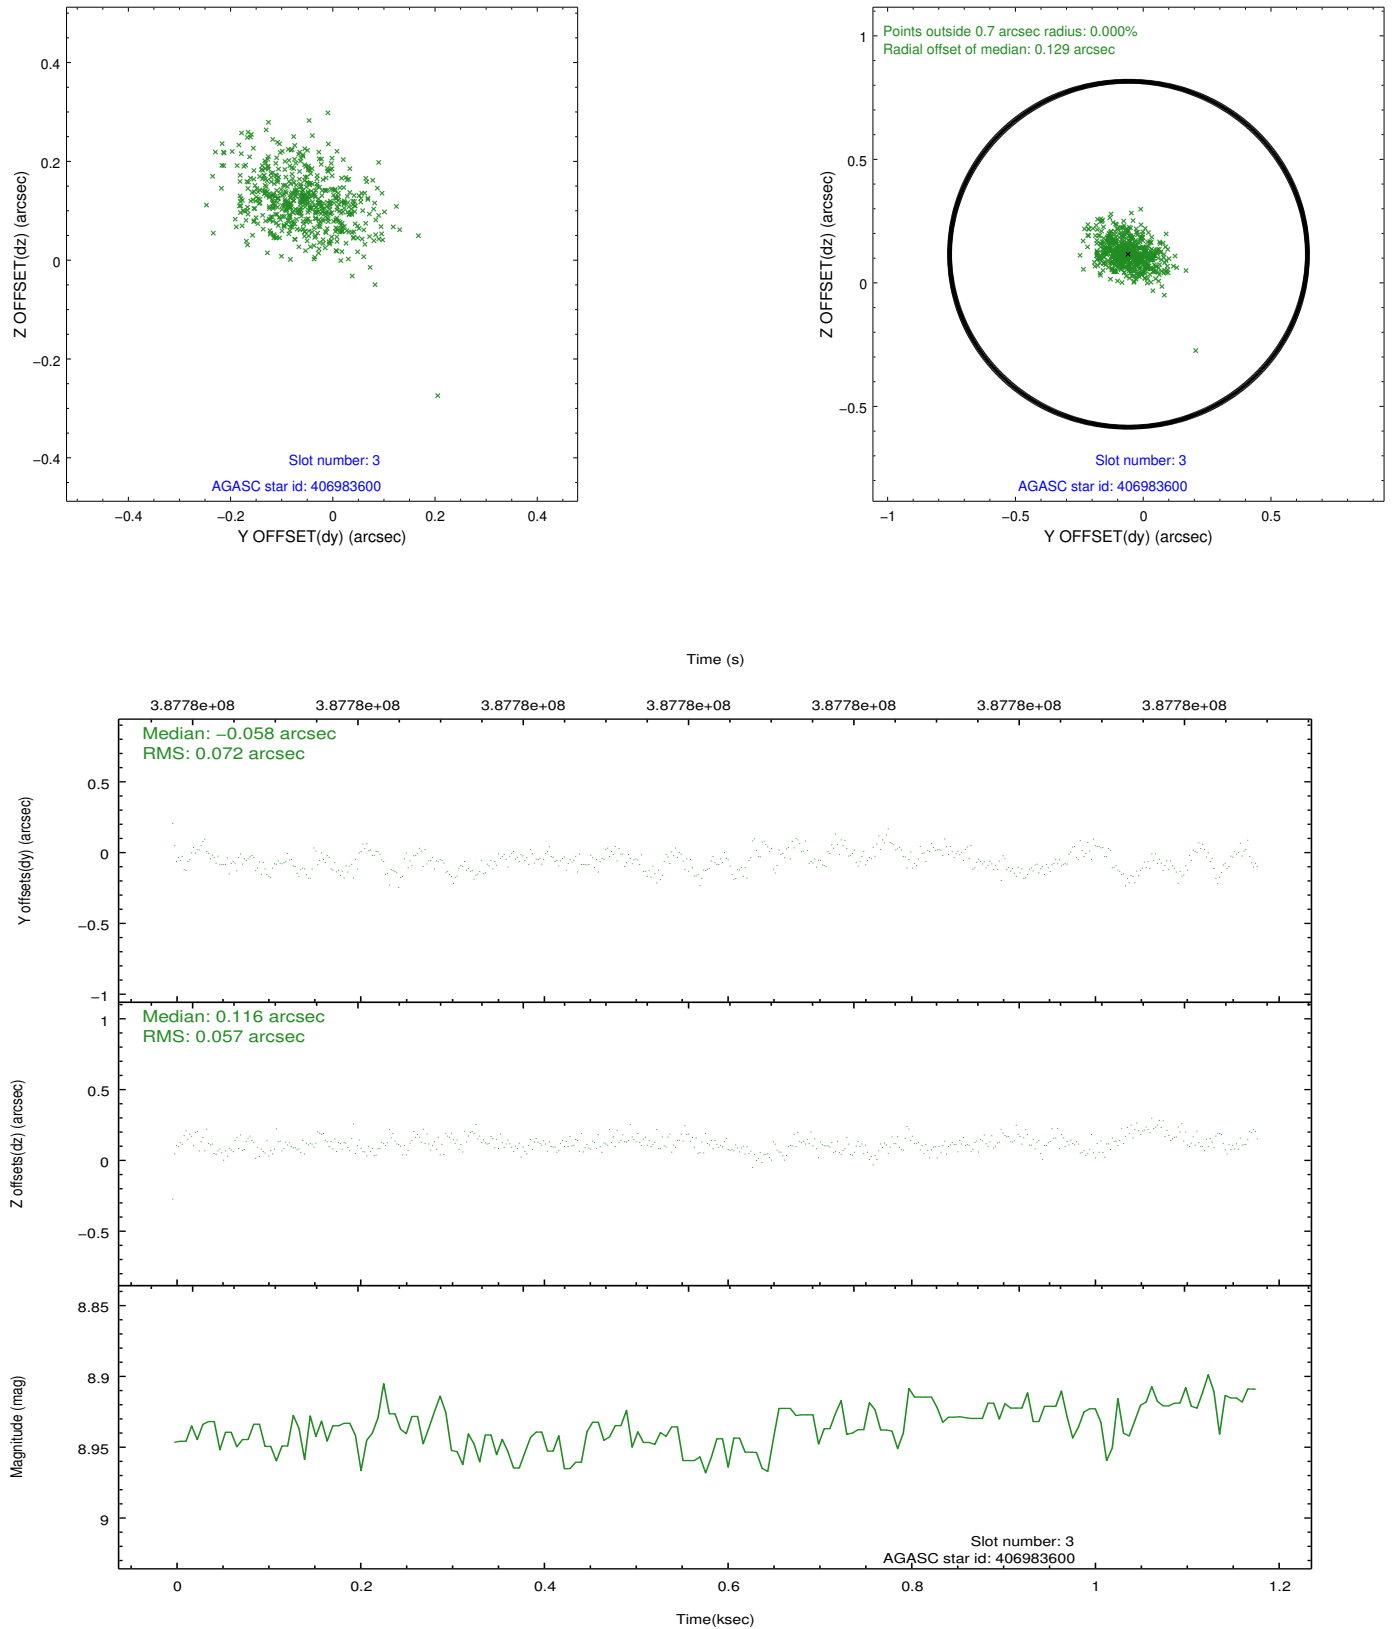 0.4
0.2
0
−0.2
−0.4
Z OFFSET(dz) (arcsec)
Slot number: 3
AGASC star id: 406983600
−0.4 −0.2 0 0.2 0.4
Y OFFSET(dy) (arcsec)
Points outside 0.7 arcsec radius: 0.000%
Radial offset of median: 0.129 arcsec
1
0.5
0
−0.5
Z OFFSET(dz) (arcsec)
Slot number: 3
AGASC star id: 406983600
−1 −0.5 0 0.5
Y OFFSET(dy) (arcsec)
Time (s)
3.8778e+08 3.8778e+08 3.8778e+08 3.8778e+08 3.8778e+08 3.8778e+08 3.8778e+08
Median: −0.058 arcsec
RMS: 0.072 arcsec
0.5
0
−0.5
−1
Y offsets(dy) (arcsec)
Median: 0.116 arcsec
RMS: 0.057 arcsec
1
0.5
0
−0.5
Z offsets(dz) (arcsec)
8.85
8.9
8.95
9
Magnitude (mag)
Slot number: 3
AGASC star id: 406983600
0 0.2 0.4 0.6 0.8 1 1.2
Time(ksec)